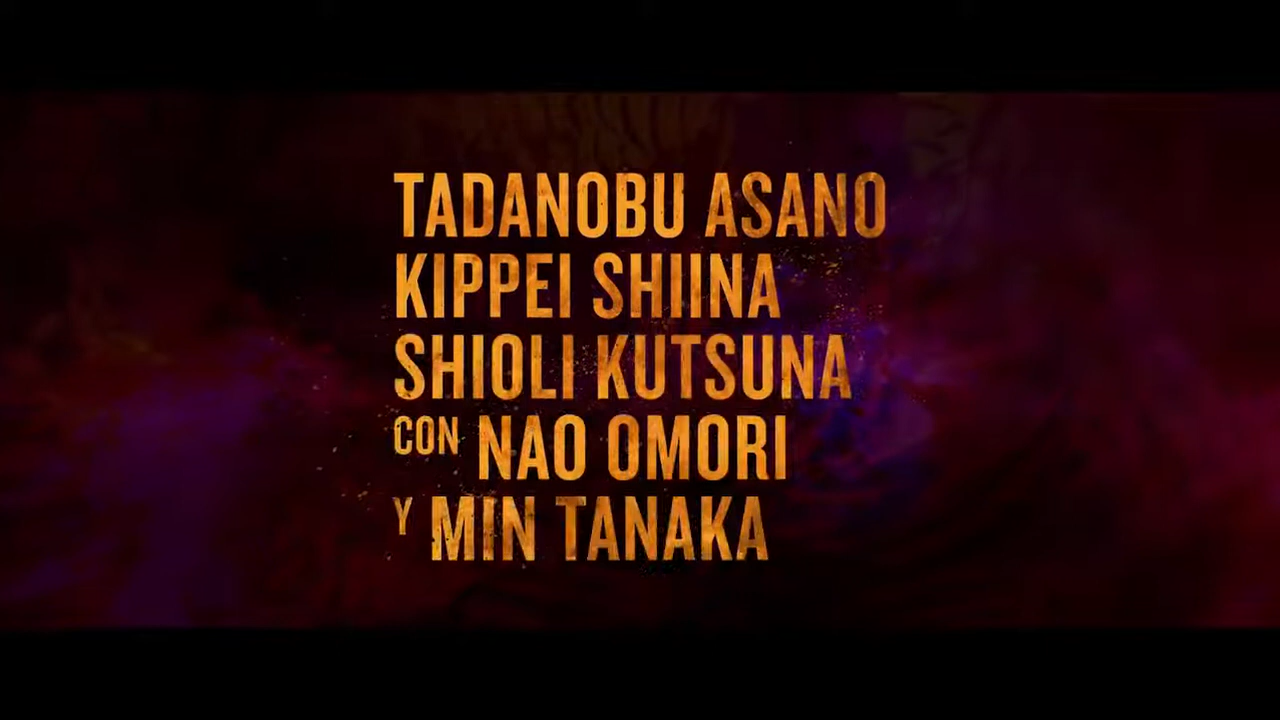 TADANOBU ASANO
KIPPEI SHIINA
SHIOLI KUTSUNA
CON NAO OMORI
Y MIN TANAKA